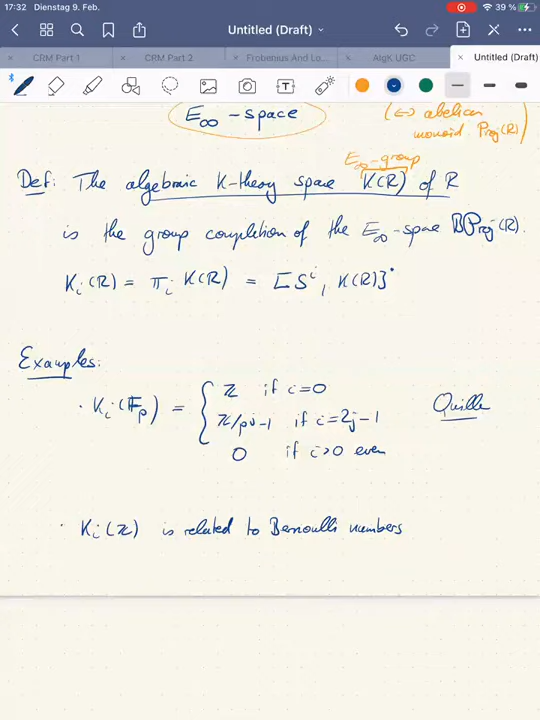 17:32 Dienstag 9. Feb.
39 %
Untitled (Draft)
CRM Part 1
CRM Part 2
Frobenius And Lo...
AlgK UGC
Untitled (Draft)
E∞-space
(⇔ abelian
monoid Proj(R))
E∞-group
Def: The algebraic K-theory space K(R) of R
is the group completion of the E∞-space BProj(R).
Kᵢ(R) = πᵢ K(R) = [Sⁱ, K(R)]•
Examples:
· Kᵢ(𝔽ₚ) = { ℤ if i=0
ℤ/pʲ-1 if i=2j-1
0 if i>0 even
Quille
· Kᵢ(ℤ) is related to Bernoulli numbers